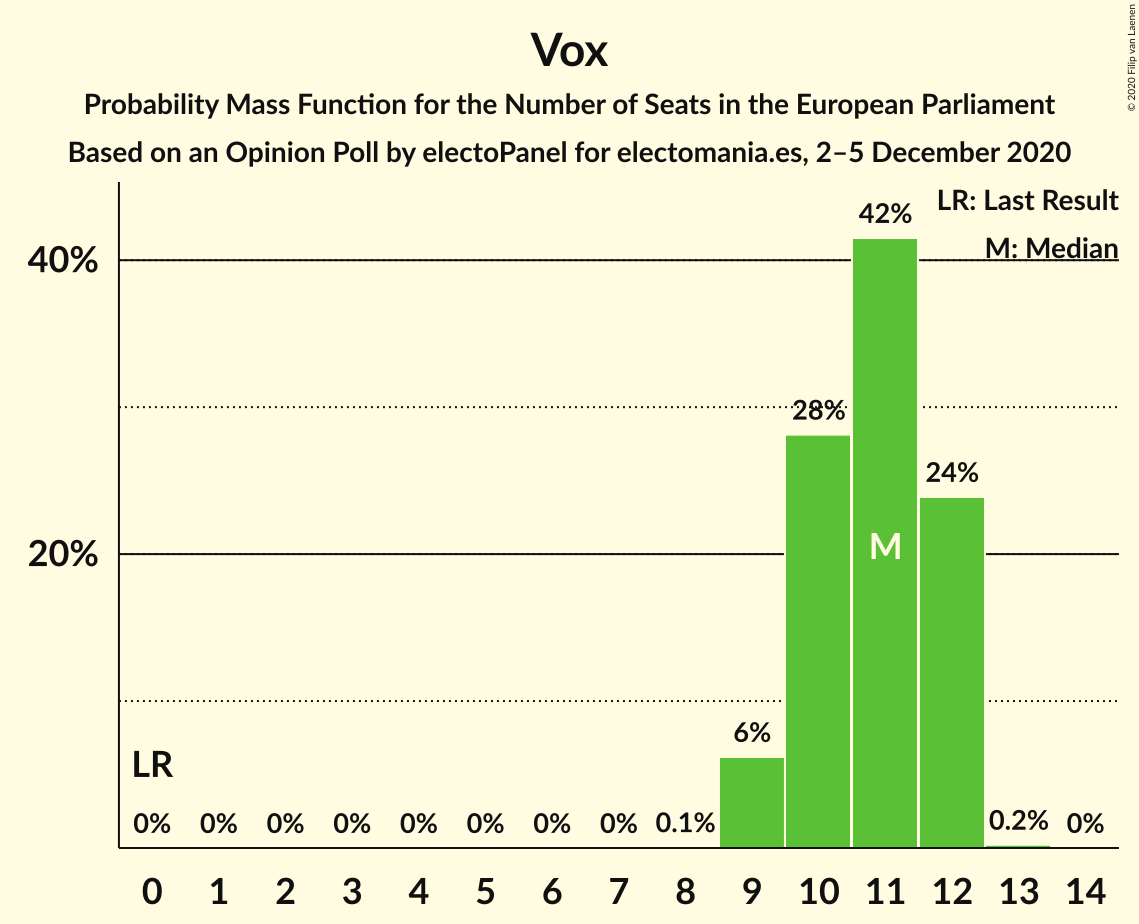 Vox
Probability Mass Function for the Number of Seats in the European Parliament
Based on an Opinion Poll by electoPanel for electomania.es, 2–5 December 2020
© 2020 Filip van Laenen
LR: Last Result
M: Median
40%
20%
42%
28%
24%
M
6%
LR
0% 0% 0% 0% 0% 0% 0% 0% 0.1% 0.2% 0%
0 1 2 3 4 5 6 7 8 9 10 11 12 13 14